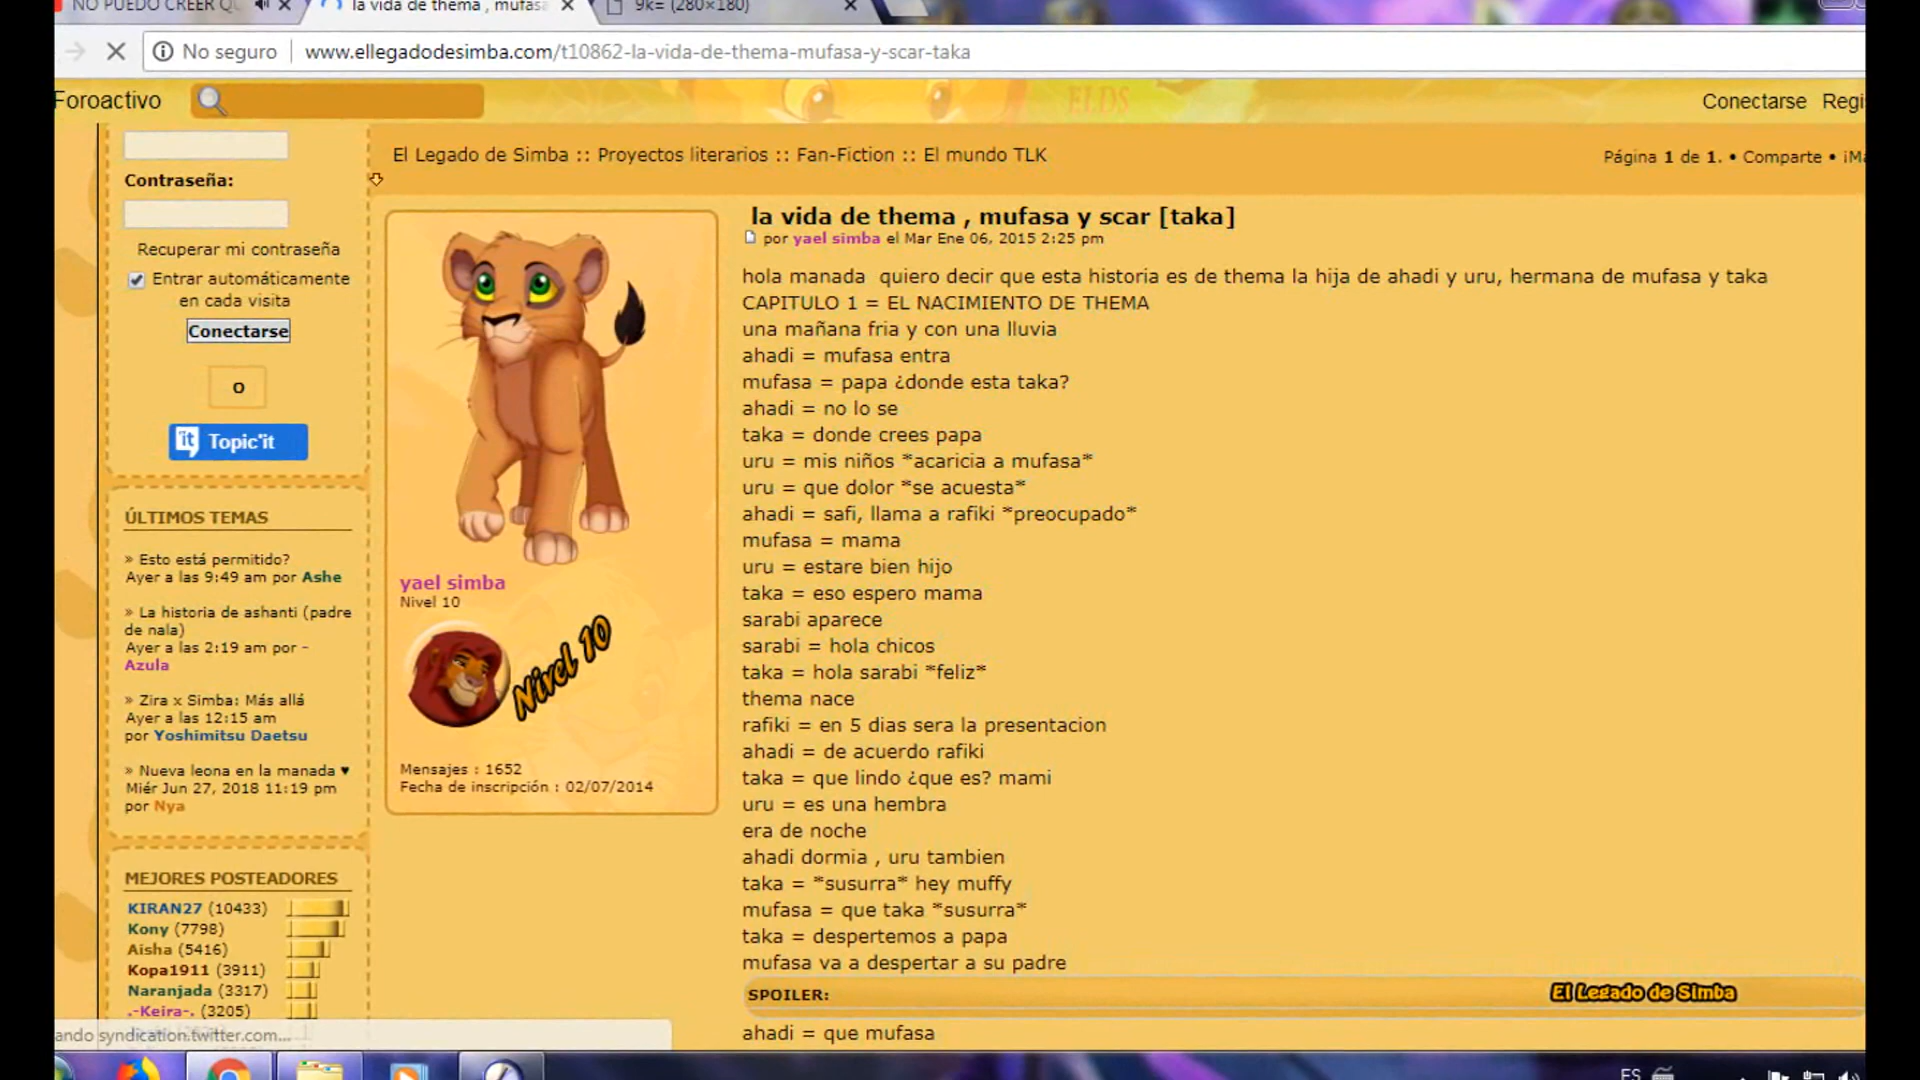 NO PUEDO CREER QU
la vida de thema , mufasa
9k= (280×180)
No seguro
www.ellegadodesimba.com/t10862-la-vida-de-thema-mufasa-y-scar-taka
Foroactivo
ELDS
Conectarse Regi
El Legado de Simba :: Proyectos literarios :: Fan-Fiction :: El mundo TLK
Página 1 de 1. • Comparte • ¡Má
Contraseña:
Recuperar mi contraseña
Entrar automáticamente
en cada visita
Conectarse
o
it Topic'it
ÚLTIMOS TEMAS
» Esto está permitido?
Ayer a las 9:49 am por Ashe
» La historia de ashanti (padre
de nala)
Ayer a las 2:19 am por -
Azula
» Zira x Simba: Más allá
Ayer a las 12:15 am
por Yoshimitsu Daetsu
» Nueva leona en la manada ♥
Miér Jun 27, 2018 11:19 pm
por Nya
MEJORES POSTEADORES
KIRAN27 (10433)
Kony (7798)
Aisha (5416)
Kopa1911 (3911)
Naranjada (3317)
.-Keira-. (3205)
ando syndication.twitter.com...
yael simba
Nivel 10
Nivel 10
Mensajes : 1652
Fecha de inscripción : 02/07/2014
la vida de thema , mufasa y scar [taka]
por yael simba el Mar Ene 06, 2015 2:25 pm
hola manada quiero decir que esta historia es de thema la hija de ahadi y uru, hermana de mufasa y taka
CAPITULO 1 = EL NACIMIENTO DE THEMA
una mañana fria y con una lluvia
ahadi = mufasa entra
mufasa = papa ¿donde esta taka?
ahadi = no lo se
taka = donde crees papa
uru = mis niños *acaricia a mufasa*
uru = que dolor *se acuesta*
ahadi = safi, llama a rafiki *preocupado*
mufasa = mama
uru = estare bien hijo
taka = eso espero mama
sarabi aparece
sarabi = hola chicos
taka = hola sarabi *feliz*
thema nace
rafiki = en 5 dias sera la presentacion
ahadi = de acuerdo rafiki
taka = que lindo ¿que es? mami
uru = es una hembra
era de noche
ahadi dormia , uru tambien
taka = *susurra* hey muffy
mufasa = que taka *susurra*
taka = despertemos a papa
mufasa va a despertar a su padre
SPOILER:
El Legado de Simba
ahadi = que mufasa
ES